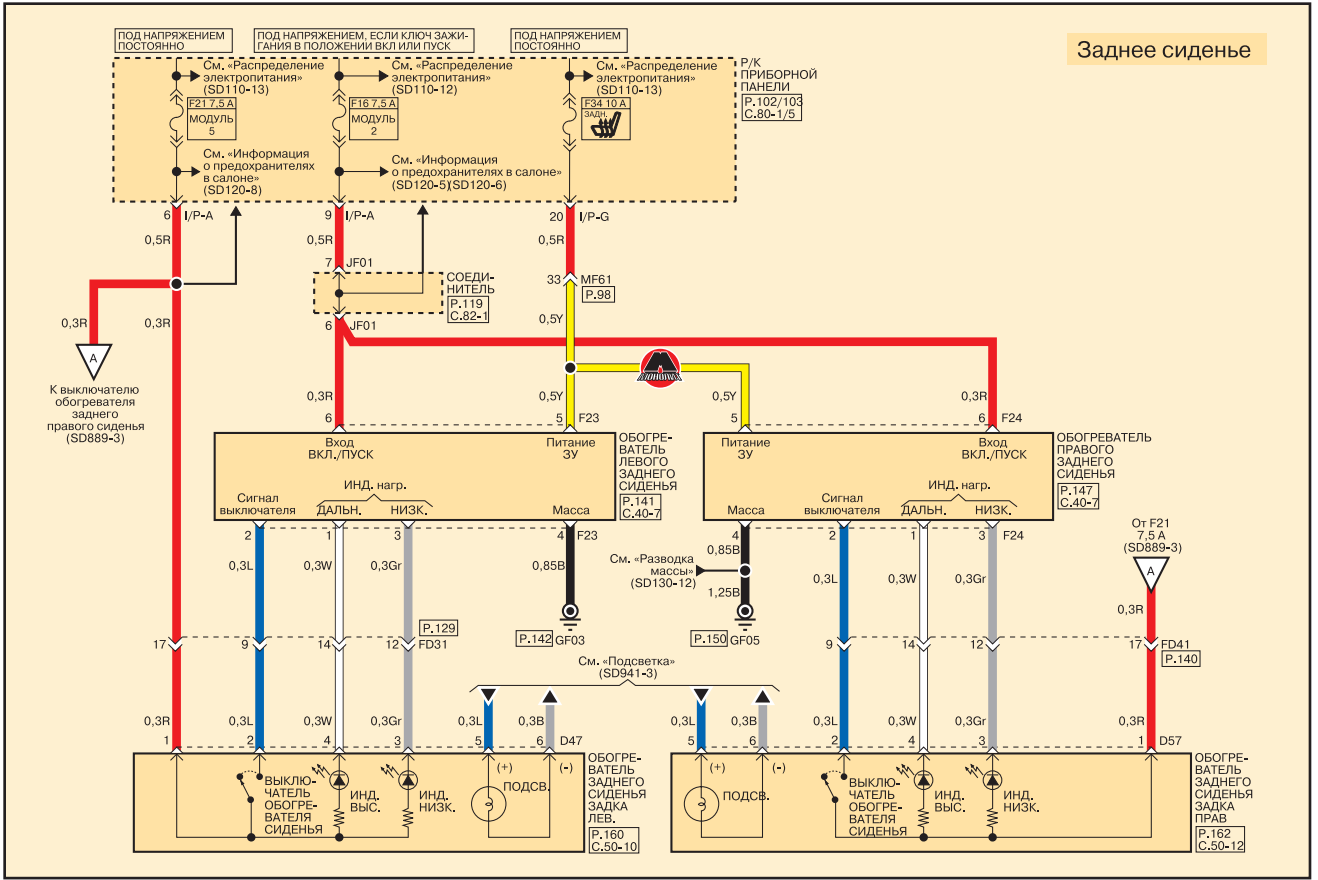 Заднее сиденье
ПОД НАПРЯЖЕНИЕМ
ПОСТОЯННО
ПОД НАПРЯЖЕНИЕМ, ЕСЛИ КЛЮЧ ЗАЖИ-
ГАНИЯ В ПОЛОЖЕНИИ ВКЛ ИЛИ ПУСК
ПОД НАПРЯЖЕНИЕМ
ПОСТОЯННО
См. «Распределение
электропитания»
(SD110-13)
F21 7,5 А
МОДУЛЬ
5
См. «Информация
о предохранителях
в салоне»
(SD120-8)
См. «Распределение
электропитания»
(SD110-12)
F16 7,5 А
МОДУЛЬ
2
См. «Информация
о предохранителях в салоне»
(SD120-5)(SD120-6)
См. «Распределение
электропитания»
(SD110-13)
F34 10 А
ЗАДН.
Р/К
ПРИБОРНОЙ
ПАНЕЛИ
P.102/103
C.80-1/5
6 I/P-A
9 I/P-A
20 I/P-G
0,5R
0,5R
0,5R
7 JF01
СОЕДИ-
НИТЕЛЬ
P.119
C.82-1
6 JF01
33 MF61
P.98
0,3R
0,3R
0,5Y
A
К выключателю
обогревателя
заднего
правого сиденья
(SD889-3)
0,3R
0,5Y
0,5Y
0,3R
6
5 F23
5
6 F24
Вход
ВКЛ./ПУСК
Питание
ЗУ
ИНД. нагр.
Сигнал
выключателя
ДАЛЬН.
НИЗК.
Масса
ОБОГРЕ-
ВАТЕЛЬ
ЛЕВОГО
ЗАДНЕГО
СИДЕНЬЯ
P.141
C.40-7
Питание
ЗУ
Вход
ВКЛ./ПУСК
ИНД. нагр.
Масса
Сигнал
выключателя
ДАЛЬН.
НИЗК.
ОБОГРЕВАТЕЛЬ
ПРАВОГО
ЗАДНЕГО
СИДЕНЬЯ
P.147
C.40-7
2
1
3
4 F23
4
2
1
3 F24
0,3L
0,3W
0,3Gr
0,85B
0,85B
См. «Разводка
массы»
(SD130-12)
1,25B
0,3L
0,3W
0,3Gr
От F21
7,5 А
(SD889-3)
A
0,3R
P.142 GF03
P.150 GF05
17
9
14
P.129
12 FD31
9
14
12
17 FD41
P.140
См. «Подсветка»
(SD941-3)
0,3R
0,3L
0,3W
0,3Gr
0,3L
0,3B
0,3L
0,3B
0,3L
0,3W
0,3Gr
0,3R
1
2
4
3
5
6 D47
5
6
2
4
3
1 D57
ВЫКЛЮ-
ЧАТЕЛЬ
ОБОГРЕ-
ВАТЕЛЯ
СИДЕНЬЯ
ИНД.
ВЫС.
ИНД.
НИЗК.
(+)
(-)
ПОДСВ.
ОБОГРЕ-
ВАТЕЛЬ
ЗАДНЕГО
СИДЕНЬЯ
ЗАДКА
ЛЕВ.
P.160
C.50-10
(+)
(-)
ПОДСВ.
ВЫКЛЮ-
ЧАТЕЛЬ
ОБОГРЕ-
ВАТЕЛЯ
СИДЕНЬЯ
ИНД.
ВЫС.
ИНД.
НИЗК.
ОБОГРЕ-
ВАТЕЛЬ
ЗАДНЕГО
СИДЕНЬЯ
ЗАДКА
ПРАВ
P.162
C.50-12